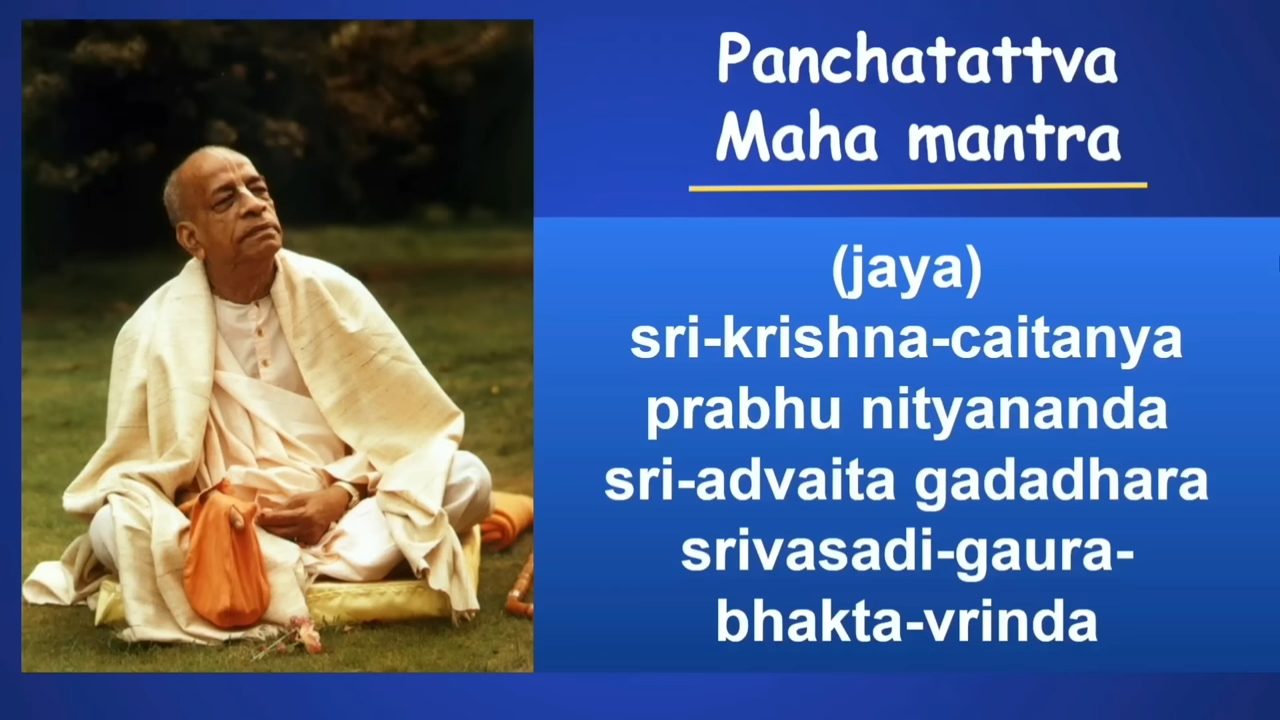 Panchatattva
Maha mantra
(jaya)
sri-krishna-caitanya
prabhu nityananda
sri-advaita gadadhara
srivasadi-gaura-
bhakta-vrinda